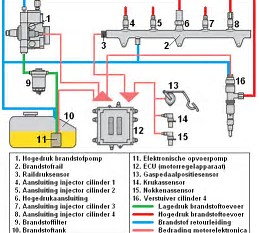 1
4
5
6
7
8
3
2
9
16
13
10
11
12
14
15
1. Hogedruk brandstofpomp
2. Brandstofrail
3. Raildruksensor
4. Aansluiting injector cilinder 1
5. Aansluiting injector cilinder 2
6. Hogedrukaansluiting
7. Aansluiting injector cilinder 3
8. Aansluiting injector cilinder 4
9. Brandstoffilter
10. Brandstoftank
11. Elektronische opvoerpomp
12. ECU (motorregelapparaat)
13. Gaspedaalpositiesensor
14. Krukassensor
15. Nokkenassensor
16. Verstuiver cilinder 4
Lagedruk brandstoftoevoer
Hogedruk brandstoftoevoer
Brandstof retourleiding
Bedrading motorelektronica